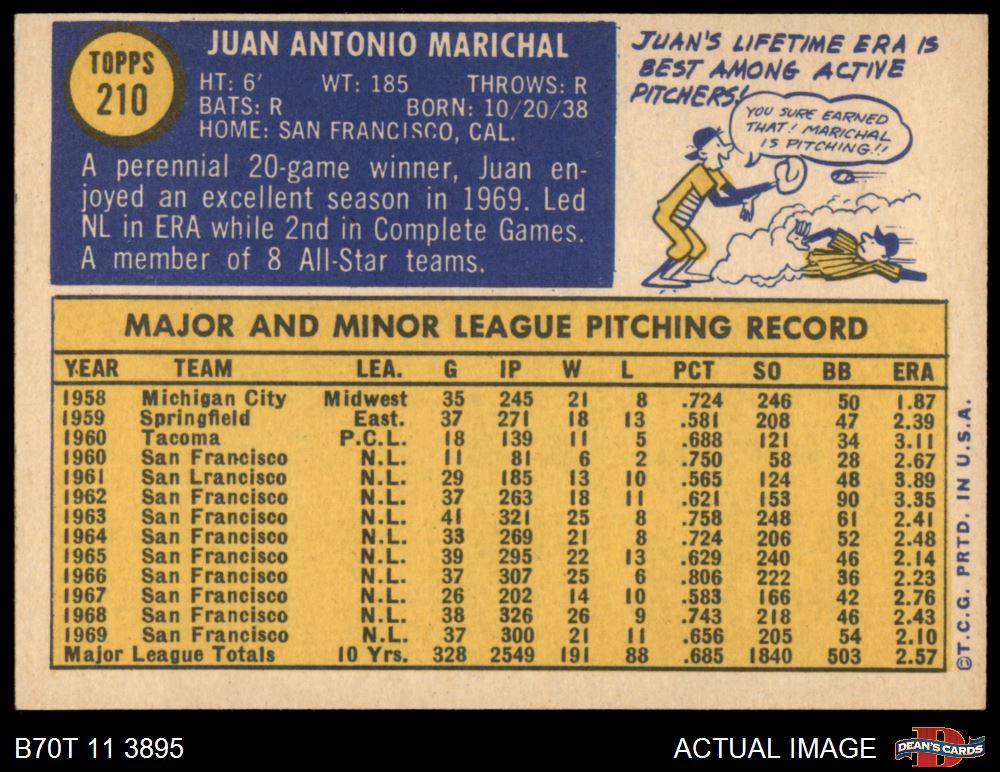 TOPPS
210
JUAN ANTONIO MARICHAL
HT: 6' WT: 185 THROWS: R
BATS: R BORN: 10/20/38
HOME: SAN FRANCISCO, CAL.
A perennial 20-game winner, Juan en-
joyed an excellent season in 1969. Led
NL in ERA while 2nd in Complete Games.
A member of 8 All-Star teams.
JUAN'S LIFETIME ERA IS
BEST AMONG ACTIVE
PITCHERS!
YOU SURE EARNED
THAT! MARICHAL
IS PITCHING!!
MAJOR AND MINOR LEAGUE PITCHING RECORD
YEAR TEAM LEA. G IP W L PCT SO BB ERA
1958 Michigan City Midwest 35 245 21 8 .724 246 50 1.87
1959 Springfield East. 37 271 18 13 .581 208 47 2.39
1960 Tacoma P.C.L. 18 139 11 5 .688 121 34 3.11
1960 San Francisco N.L. 11 81 6 2 .750 58 28 2.67
1961 San Lrancisco N.L. 29 185 13 10 .565 124 48 3.89
1962 San Francisco N.L. 37 263 18 11 .621 153 90 3.35
1963 San Francisco N.L. 41 321 25 8 .758 248 61 2.41
1964 San Francisco N.L. 33 269 21 8 .724 206 52 2.48
1965 San Francisco N.L. 39 295 22 13 .629 240 46 2.14
1966 San Francisco N.L. 37 307 25 6 .806 222 36 2.23
1967 San Francisco N.L. 26 202 14 10 .583 166 42 2.76
1968 San Francisco N.L. 38 326 26 9 .743 218 46 2.43
1969 San Francisco N.L. 37 300 21 11 .656 205 54 2.10
Major League Totals 10 Yrs. 328 2549 191 88 .685 1840 503 2.57
©T.C.G. PRTD. IN U.S.A.
B70T 11 3895
ACTUAL IMAGE
D
DEAN'S CARDS